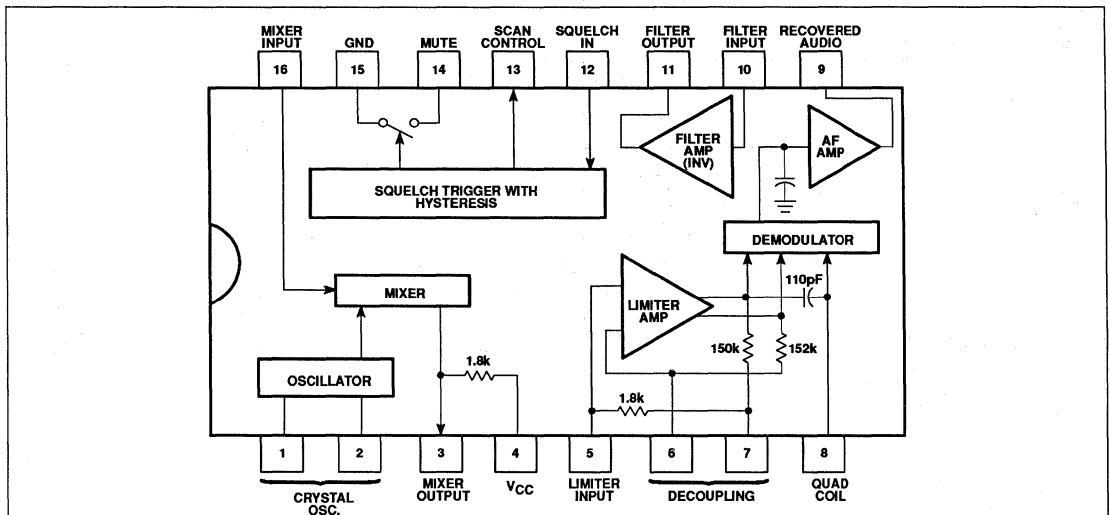 MIXER INPUT
GND
MUTE
SCAN CONTROL
SQUELCH IN
FILTER OUTPUT
FILTER INPUT
RECOVERED AUDIO
16
15
14
13
12
11
10
9
FILTER AMP (INV)
AF AMP
SQUELCH TRIGGER WITH HYSTERESIS
DEMODULATOR
MIXER
LIMITER AMP
110pF
150k
152k
OSCILLATOR
1.8k
1.8k
1
2
3
4
5
6
7
8
CRYSTAL OSC.
MIXER OUTPUT
VCC
LIMITER INPUT
DECOUPLING
QUAD COIL